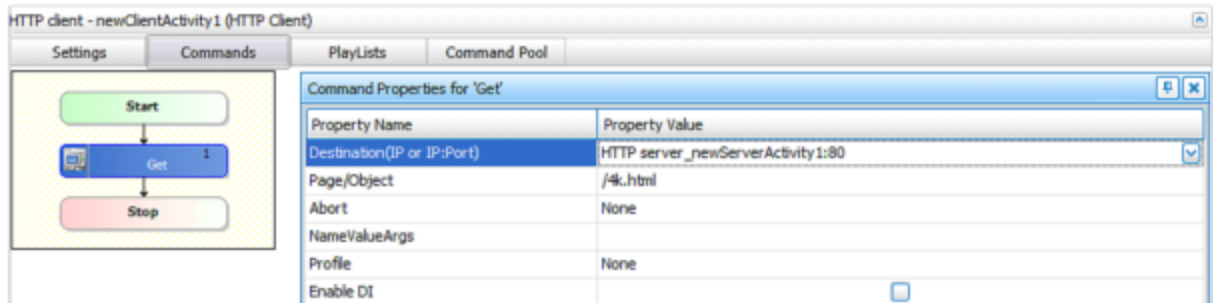 HTTP client - newClientActivity1 (HTTP Client)
Settings Commands PlayLists Command Pool
Start
Get 1
Stop
Command Properties for 'Get'
Property Name Property Value
Destination(IP or IP:Port) HTTP server_newServerActivity1:80
Page/Object /4k.html
Abort None
NameValueArgs
Profile None
Enable DI